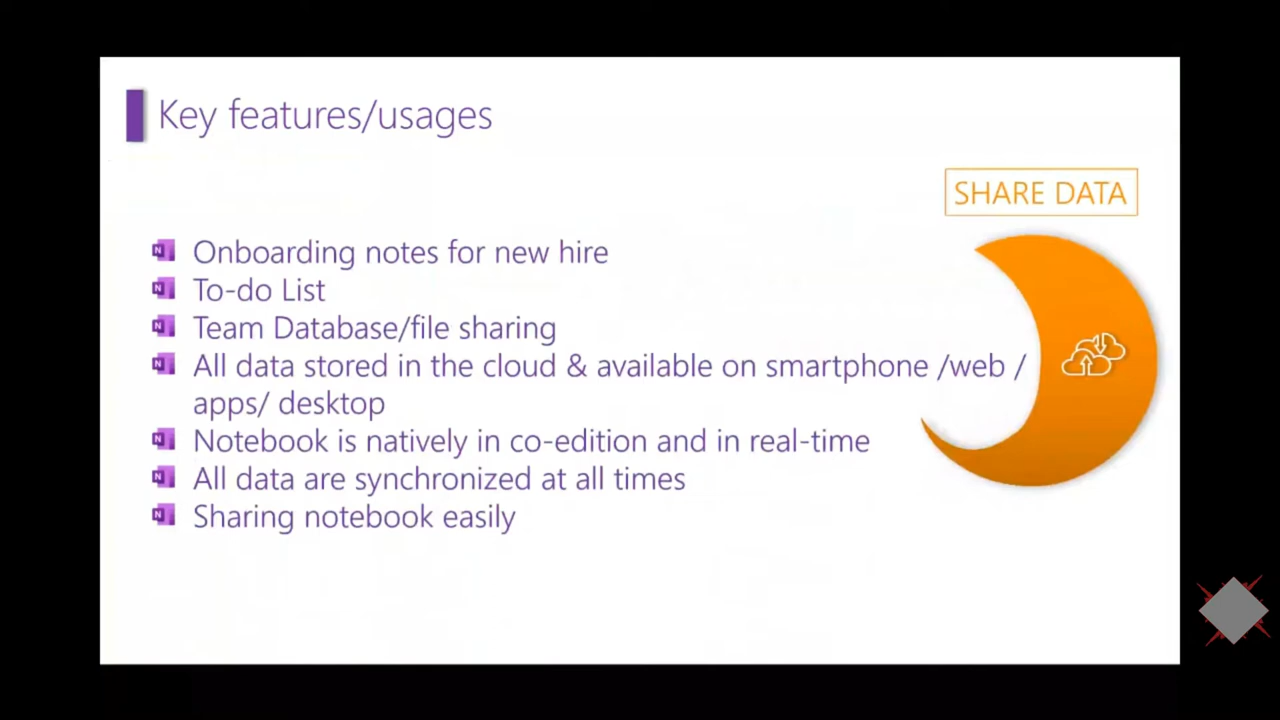 Key features/usages
SHARE DATA
Onboarding notes for new hire
To-do List
Team Database/file sharing
All data stored in the cloud & available on smartphone /web /
apps/ desktop
Notebook is natively in co-edition and in real-time
All data are synchronized at all times
Sharing notebook easily